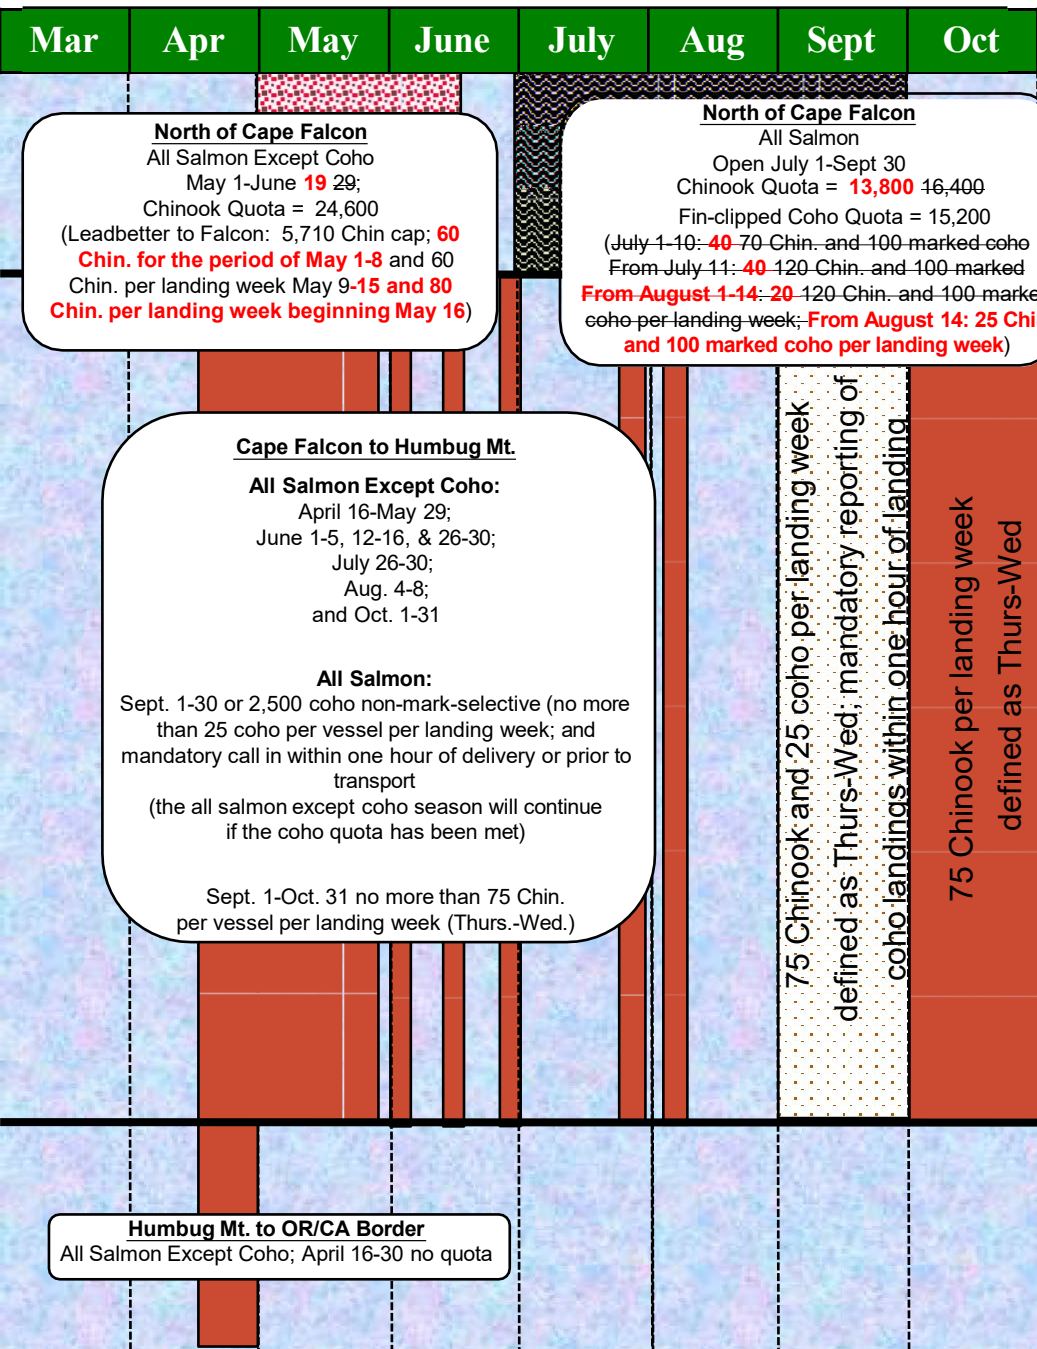 Mar Apr May June July Aug Sept Oct
North of Cape Falcon
All Salmon Except Coho
May 1-June 19 29;
Chinook Quota = 24,600
(Leadbetter to Falcon: 5,710 Chin cap; 60
Chin. for the period of May 1-8 and 60
Chin. per landing week May 9-15 and 80
Chin. per landing week beginning May 16)
North of Cape Falcon
All Salmon
Open July 1-Sept 30
Chinook Quota = 13,800 16,400
Fin-clipped Coho Quota = 15,200
(July 1-10: 40 70 Chin. and 100 marked coho
From July 11: 40 120 Chin. and 100 marked
From August 1-14: 20 120 Chin. and 100 marke
coho per landing week; From August 14: 25 Chi
and 100 marked coho per landing week)
Cape Falcon to Humbug Mt.
All Salmon Except Coho:
April 16-May 29;
June 1-5, 12-16, & 26-30;
July 26-30;
Aug. 4-8;
and Oct. 1-31
All Salmon:
Sept. 1-30 or 2,500 coho non-mark-selective (no more
than 25 coho per vessel per landing week; and
mandatory call in within one hour of delivery or prior to
transport
(the all salmon except coho season will continue
if the coho quota has been met)
Sept. 1-Oct. 31 no more than 75 Chin.
per vessel per landing week (Thurs.-Wed.)
75 Chinook and 25 coho per landing week
defined as Thurs-Wed; mandatory reporting of
coho landings within one hour of landing
75 Chinook per landing week
defined as Thurs-Wed
Humbug Mt. to OR/CA Border
All Salmon Except Coho; April 16-30 no quota